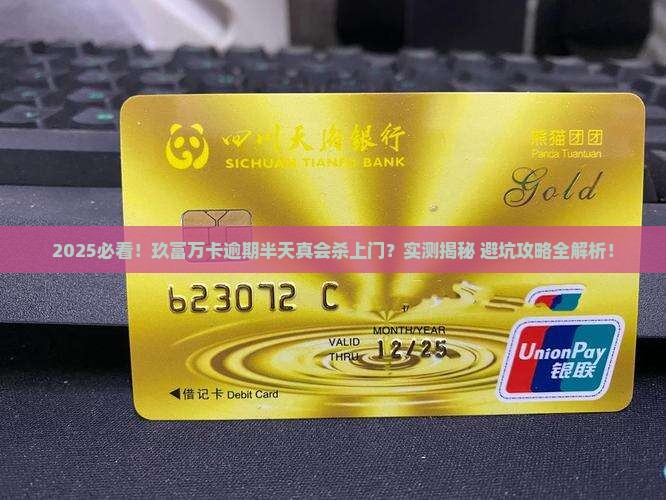 四川天府银行
SICHUAN TIANFU BANK
熊猫团团
Panda Tuantuan
Gold
2025必看！玖富万卡逾期半天真会杀上门？实测揭秘 避坑攻略全解析！
623072 C
MONTH/YEAR
VALID THRU 12/25
UnionPay
银联
◀借记卡 Debit Card